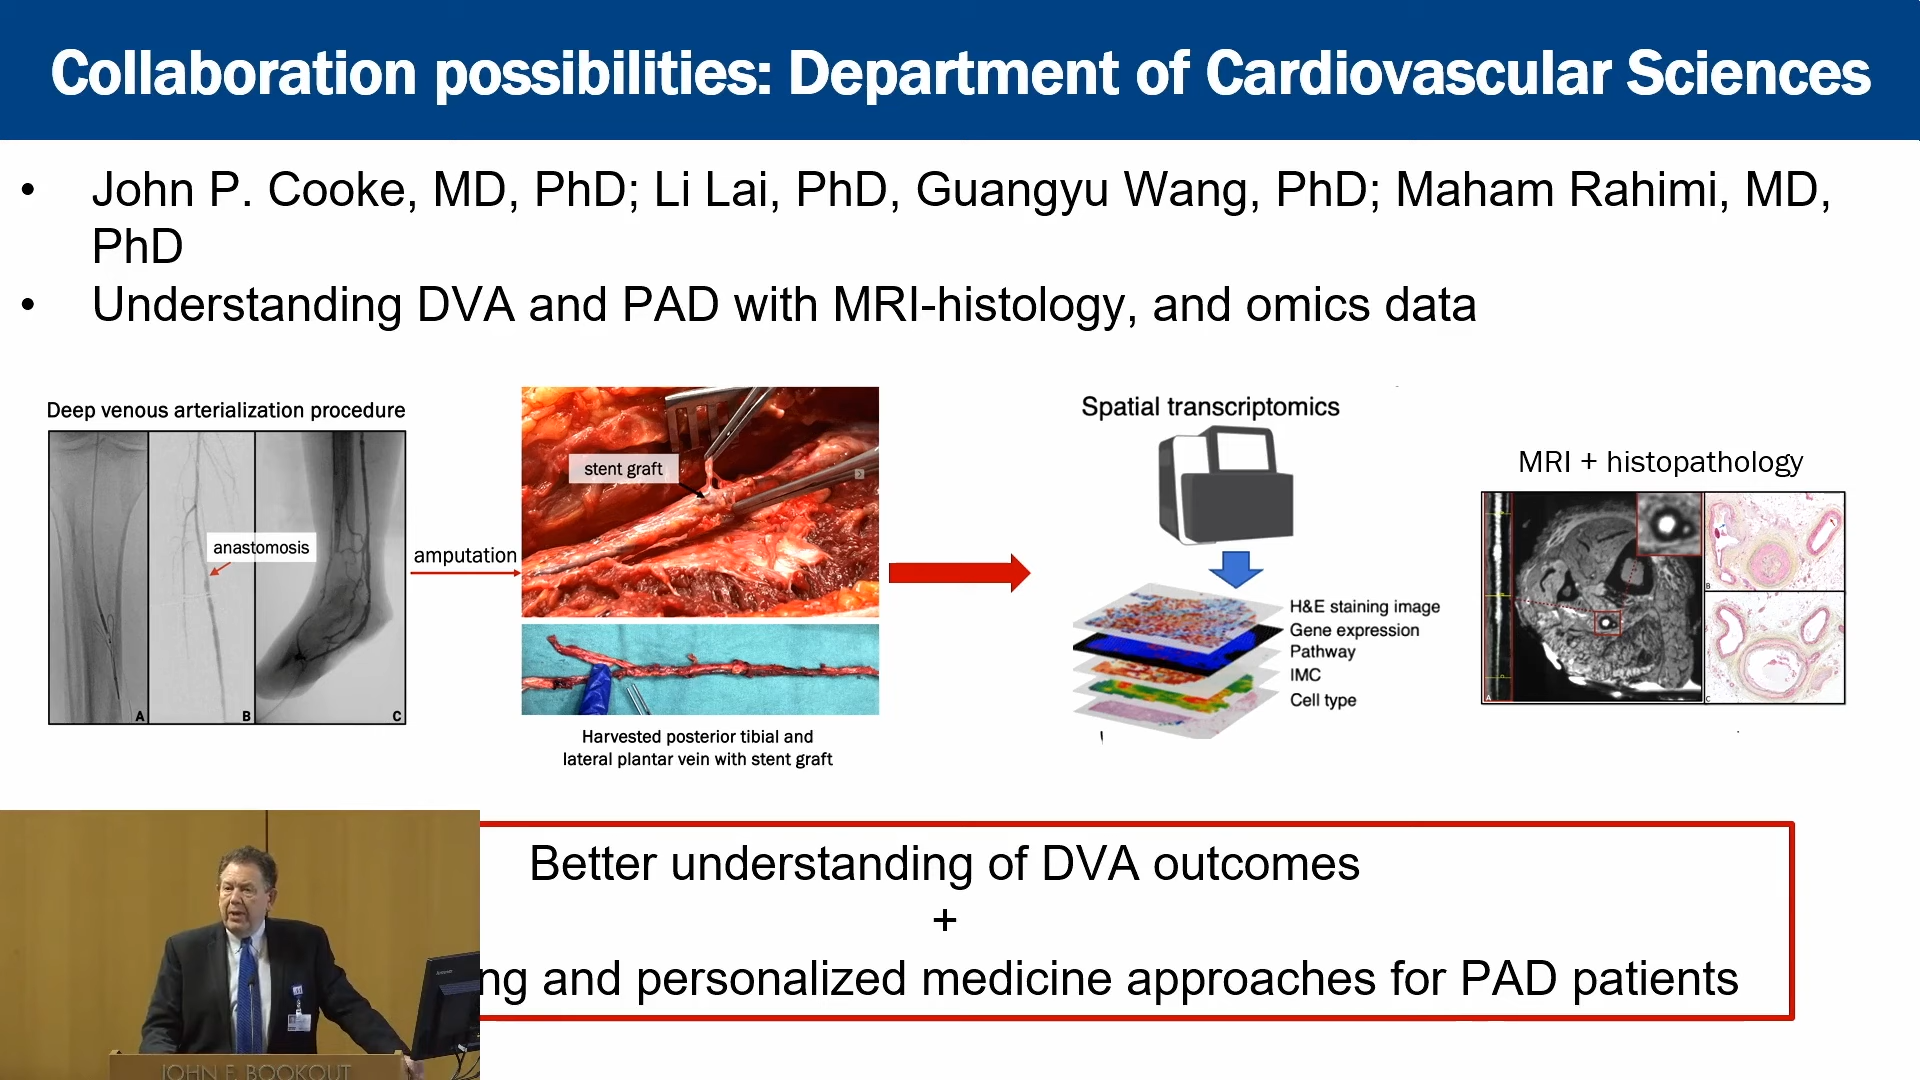 Collaboration possibilities: Department of Cardiovascular Sciences
• John P. Cooke, MD, PhD; Li Lai, PhD, Guangyu Wang, PhD; Maham Rahimi, MD,
PhD
• Understanding DVA and PAD with MRI-histology, and omics data
Deep venous arterialization procedure
anastomosis
A
B
C
amputation
stent graft
Harvested posterior tibial and
lateral plantar vein with stent graft
Spatial transcriptomics
H&E staining image
Gene expression
Pathway
IMC
Cell type
MRI + histopathology
A
B
C
Better understanding of DVA outcomes
+
ng and personalized medicine approaches for PAD patients
JOHN F. BOOKOUT